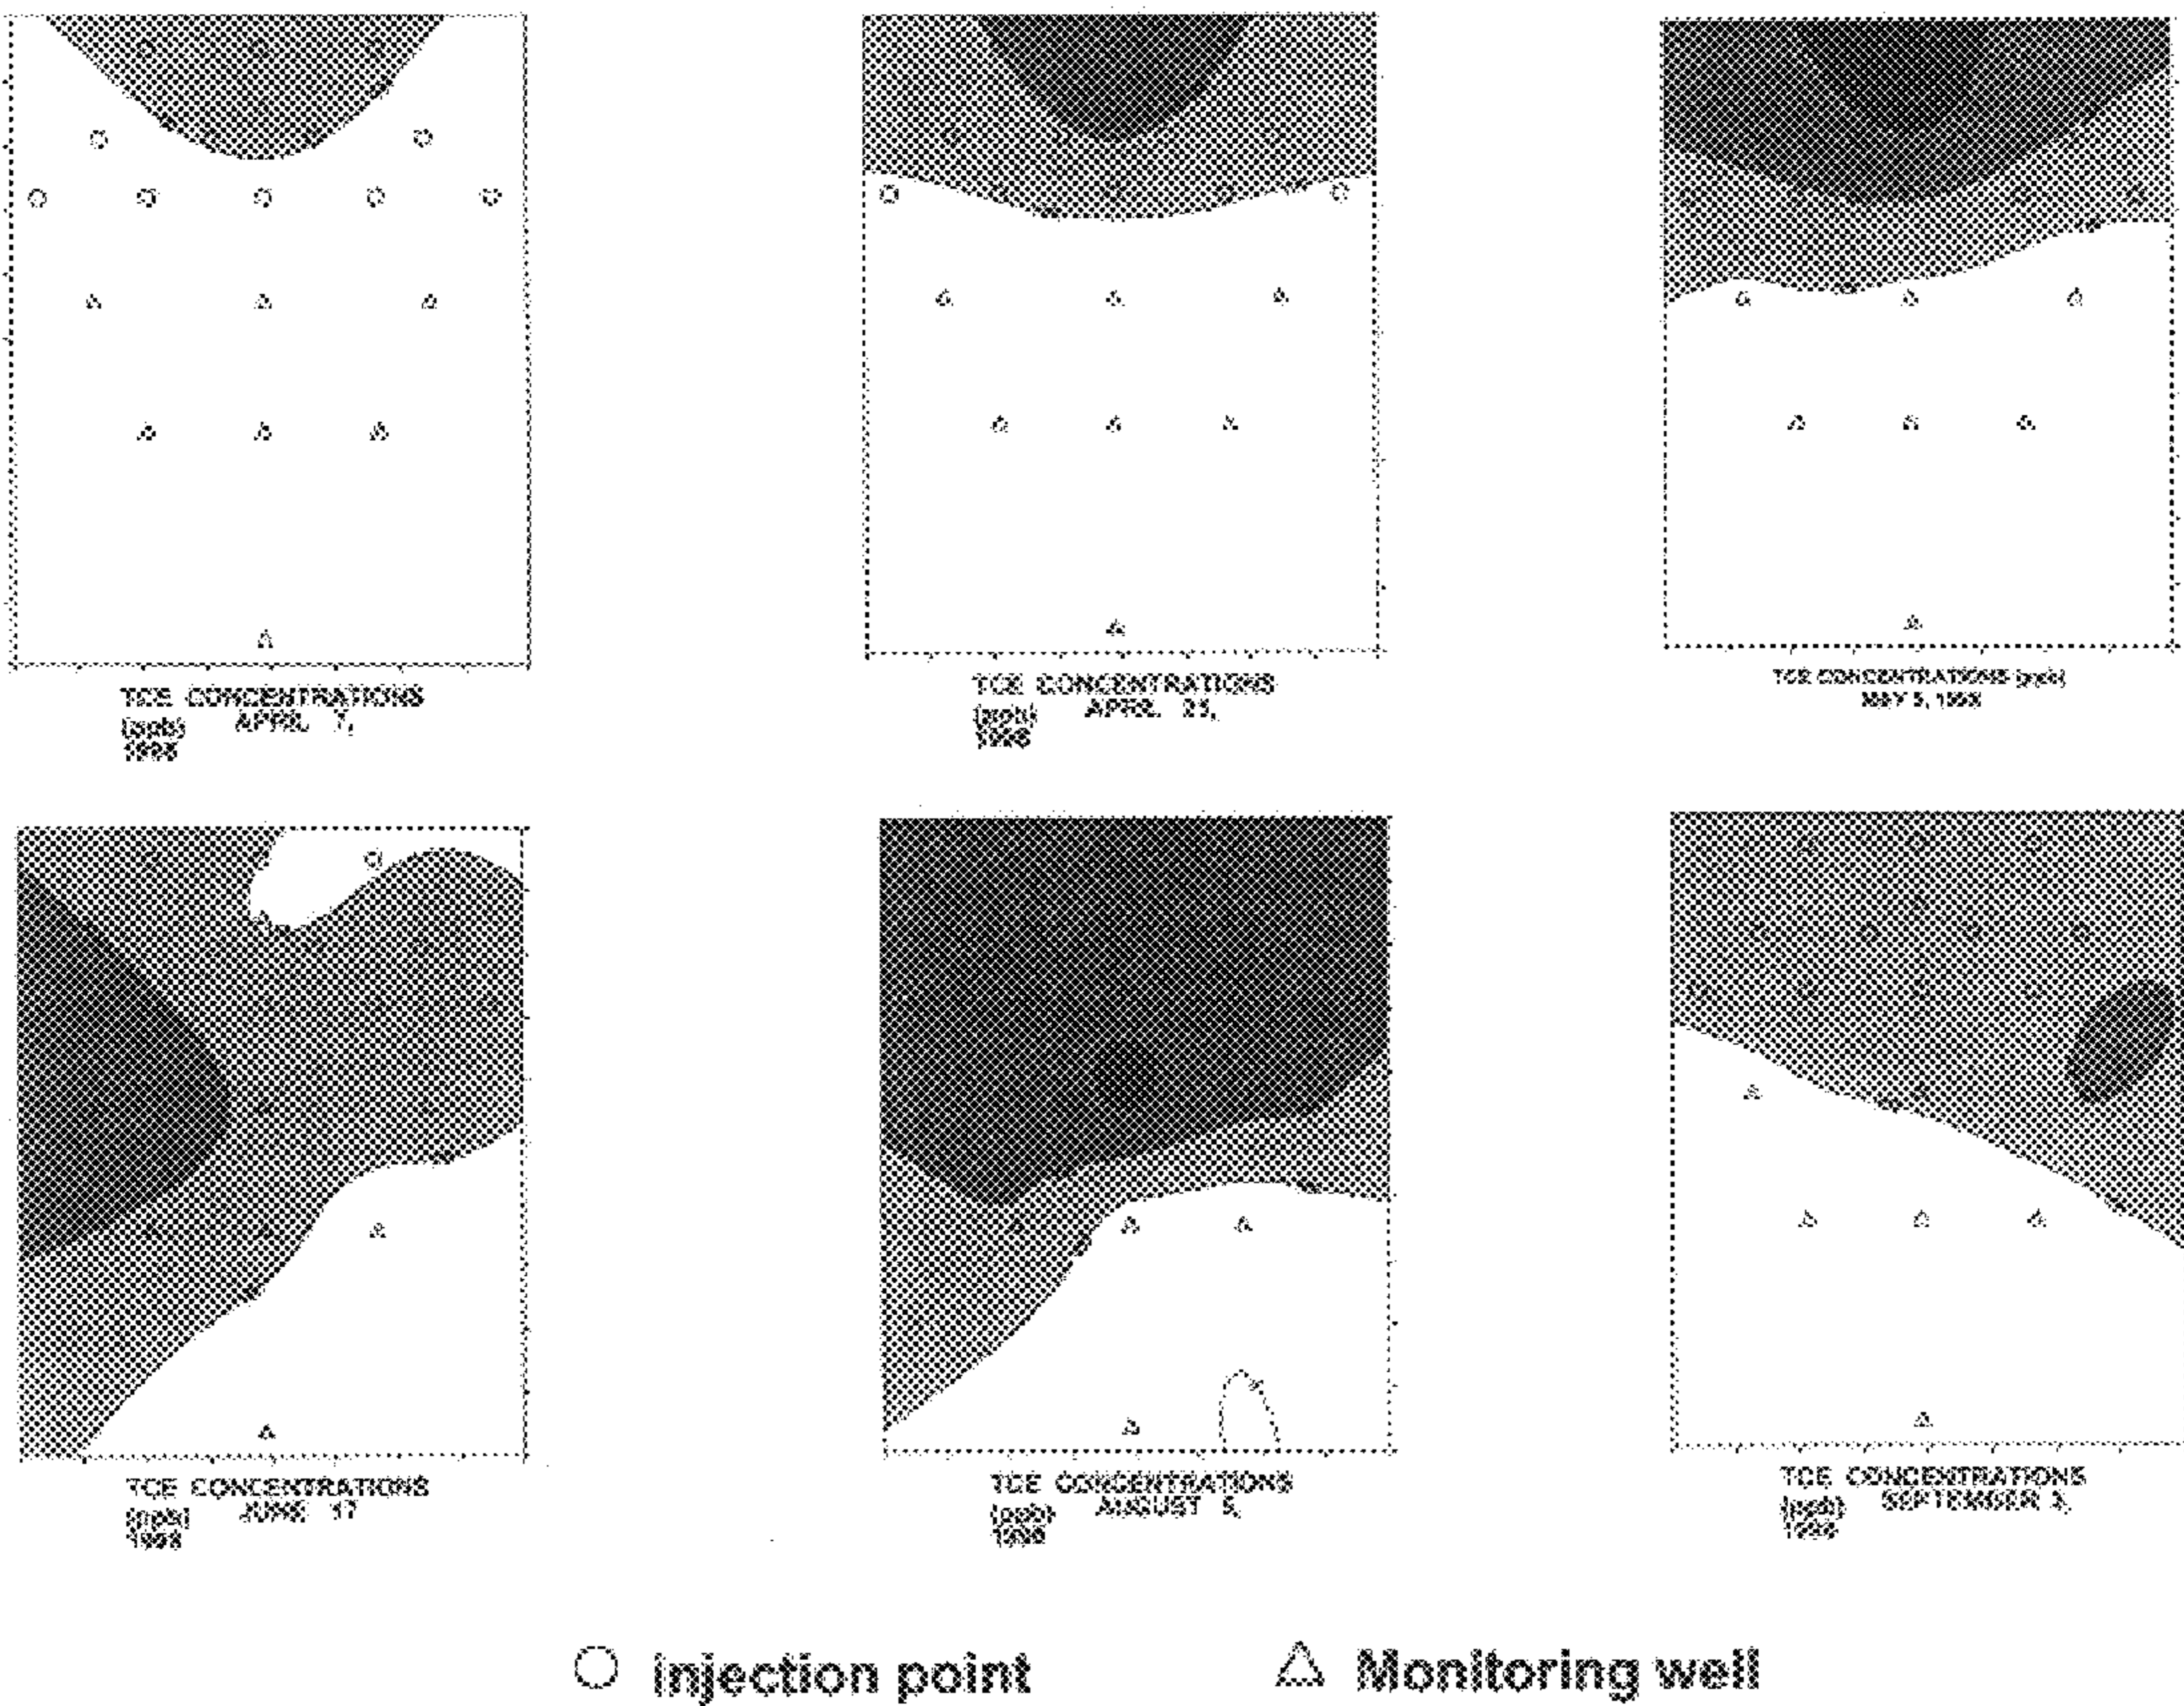 TCE CONCENTRATIONS
(ppb) APRIL 7,
1998
TCE CONCENTRATIONS
(ppb) APRIL
1998
TCE CONCENTRATIONS (ppb)
MAY 5, 1998
TCE CONCENTRATIONS
(ppb) JUNE 17
1998
TCE CONCENTRATIONS
(ppb) AUGUST 5,
1998
TCE CONCENTRATIONS
(ppb) SEPTEMBER
1998
Injection point
Monitoring well